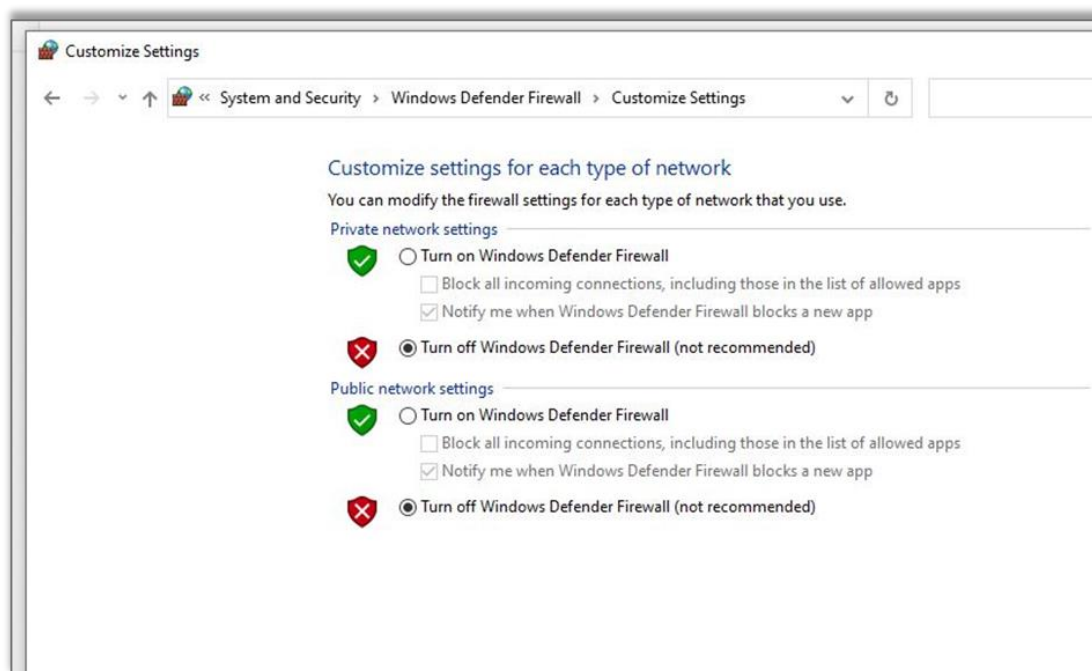 Customize Settings
« System and Security › Windows Defender Firewall › Customize Settings
Customize settings for each type of network
You can modify the firewall settings for each type of network that you use.
Private network settings
Turn on Windows Defender Firewall
Block all incoming connections, including those in the list of allowed apps
Notify me when Windows Defender Firewall blocks a new app
Turn off Windows Defender Firewall (not recommended)
Public network settings
Turn on Windows Defender Firewall
Block all incoming connections, including those in the list of allowed apps
Notify me when Windows Defender Firewall blocks a new app
Turn off Windows Defender Firewall (not recommended)